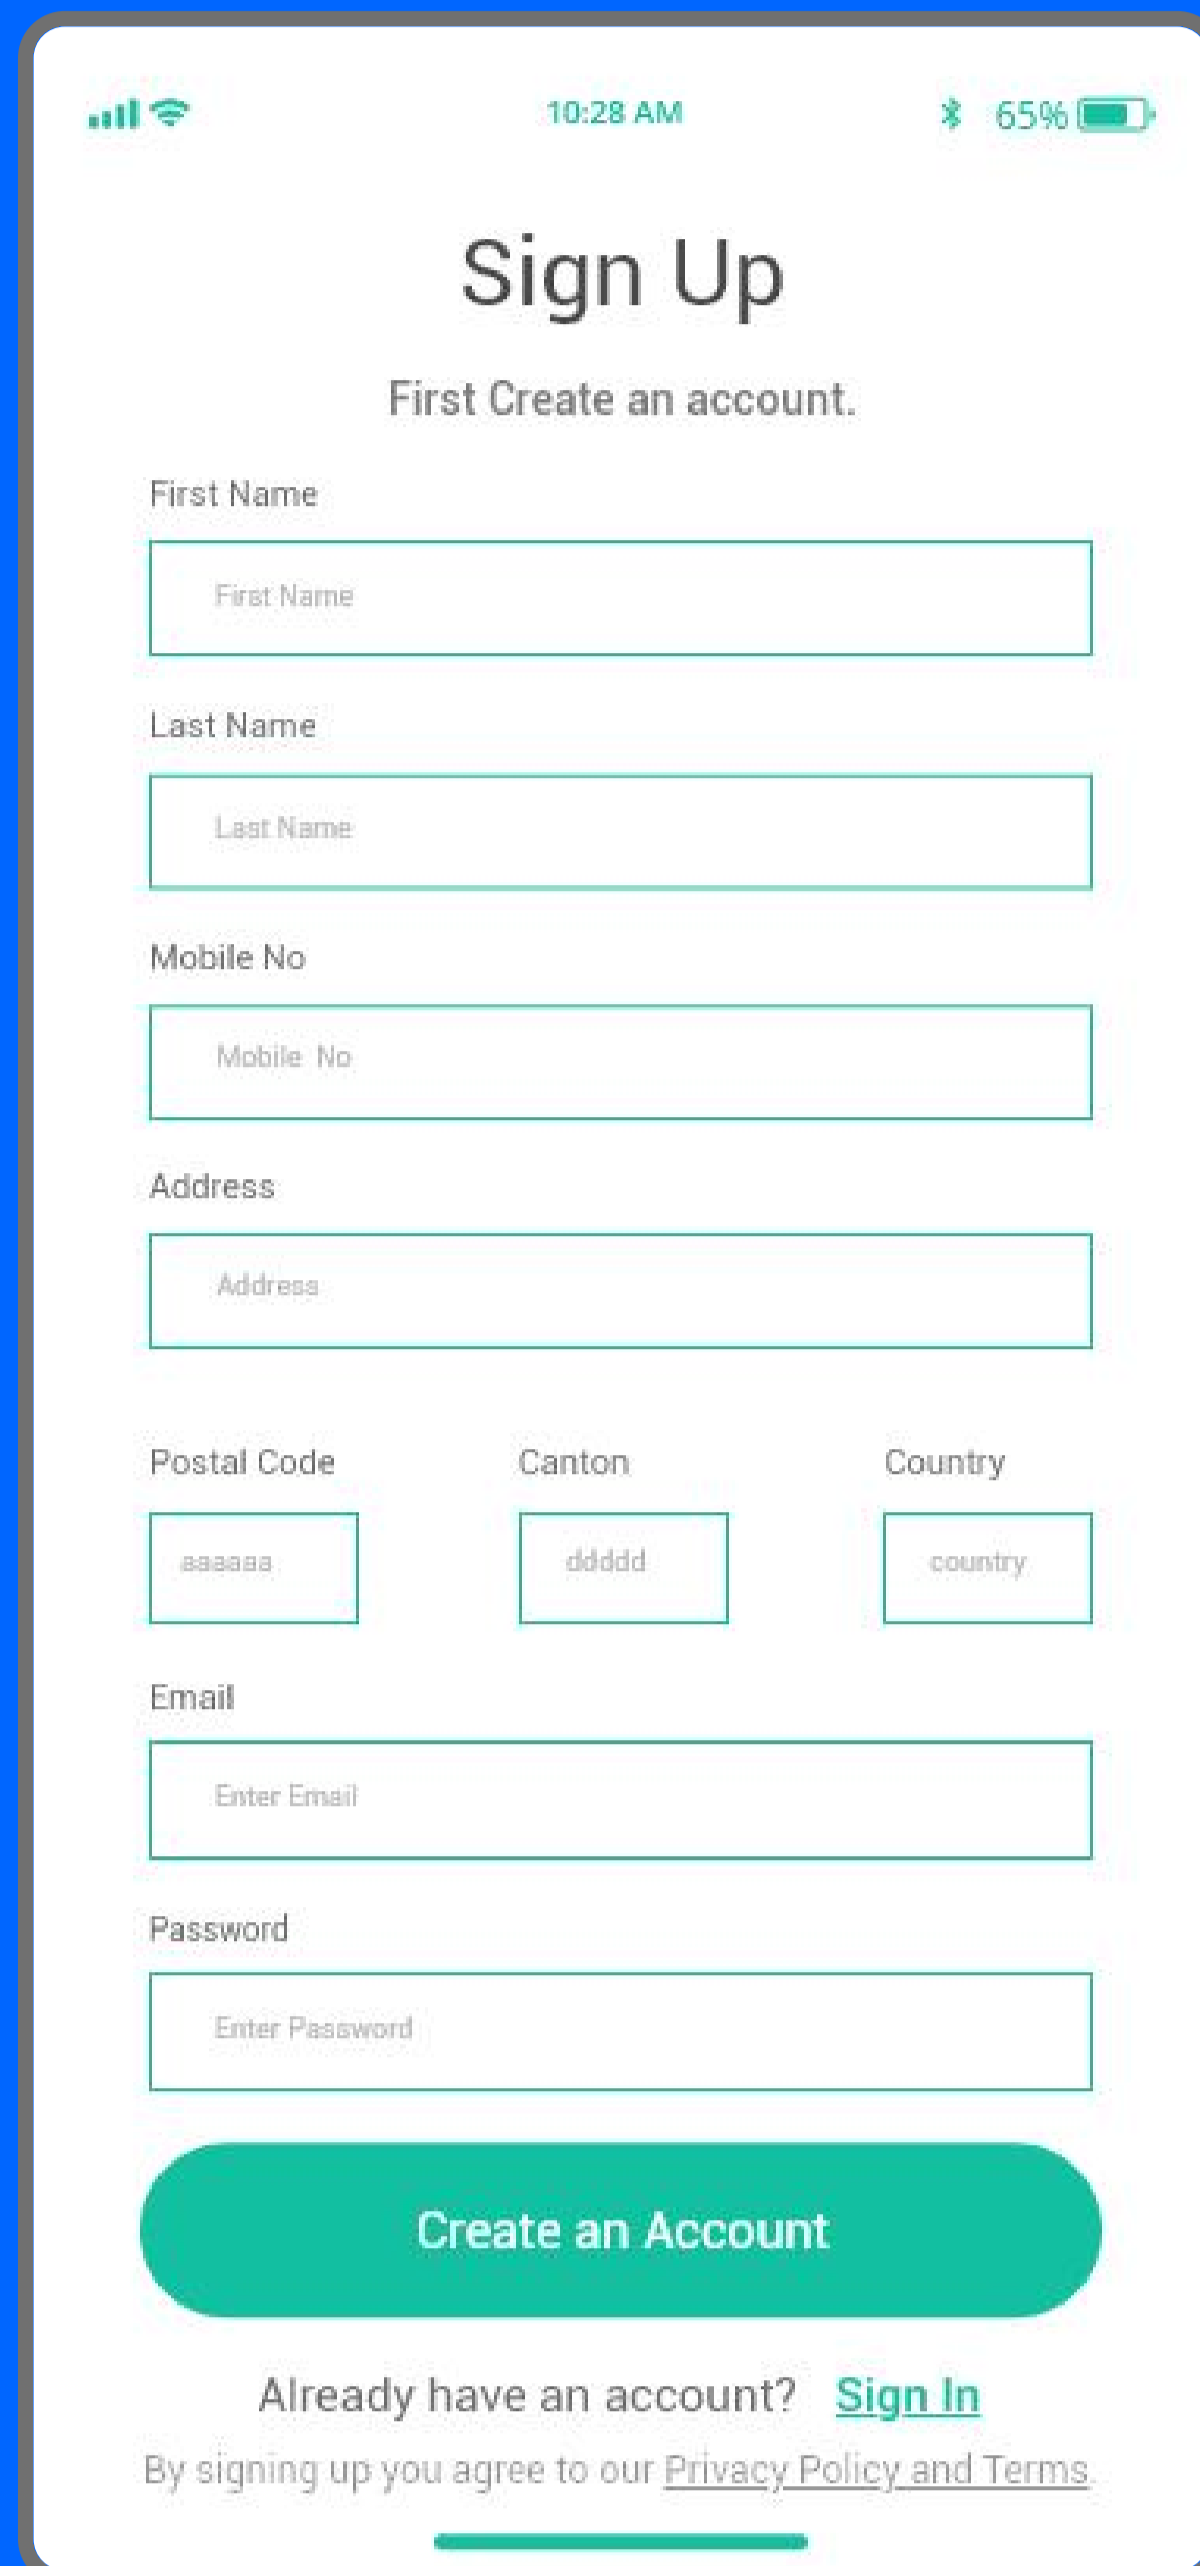 10:28 AM 65%
Sign Up
First Create an account.
First Name
First Name
Last Name
Last Name
Mobile No
Mobile No
Address
Address
Postal Code Canton Country
aaaaaa ddddd country
Email
Enter Email
Password
Enter Password
Create an Account
Already have an account? Sign In
By signing up you agree to our Privacy Policy and Terms.